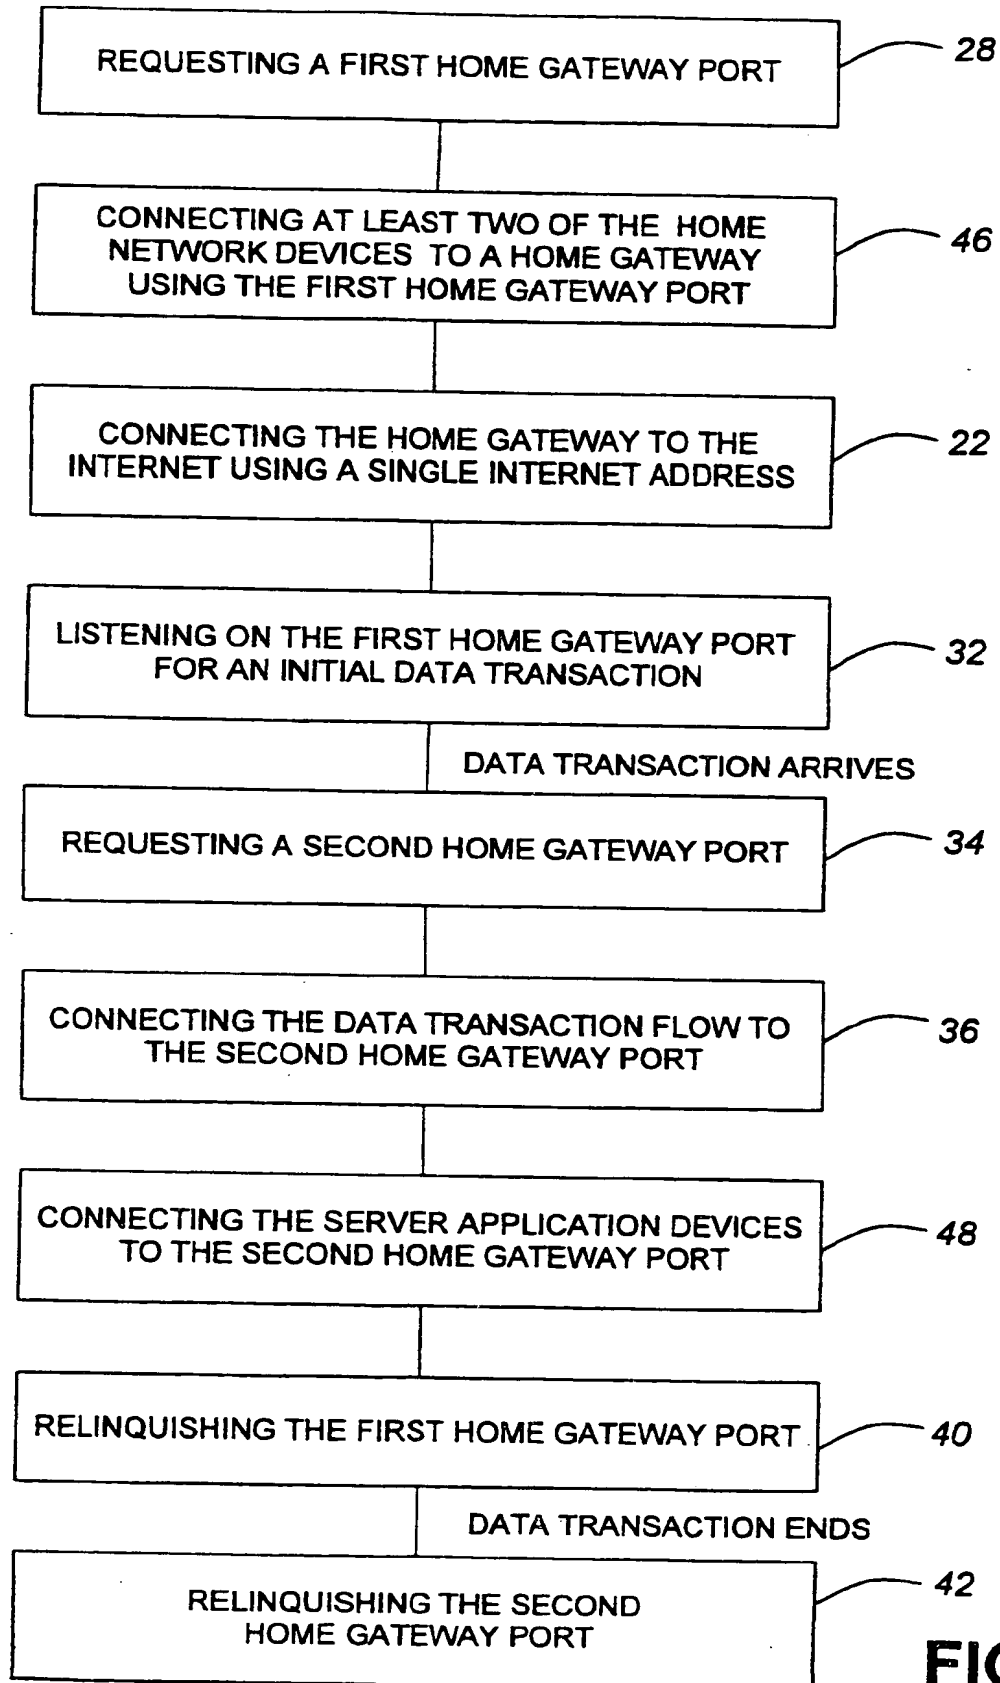 REQUESTING A FIRST HOME GATEWAY PORT
28
CONNECTING AT LEAST TWO OF THE HOME
NETWORK DEVICES TO A HOME GATEWAY
USING THE FIRST HOME GATEWAY PORT
46
CONNECTING THE HOME GATEWAY TO THE
INTERNET USING A SINGLE INTERNET ADDRESS
22
LISTENING ON THE FIRST HOME GATEWAY PORT
FOR AN INITIAL DATA TRANSACTION
32
DATA TRANSACTION ARRIVES
REQUESTING A SECOND HOME GATEWAY PORT
34
CONNECTING THE DATA TRANSACTION FLOW TO
THE SECOND HOME GATEWAY PORT
36
CONNECTING THE SERVER APPLICATION DEVICES
TO THE SECOND HOME GATEWAY PORT
48
RELINQUISHING THE FIRST HOME GATEWAY PORT
40
DATA TRANSACTION ENDS
RELINQUISHING THE SECOND
HOME GATEWAY PORT
42